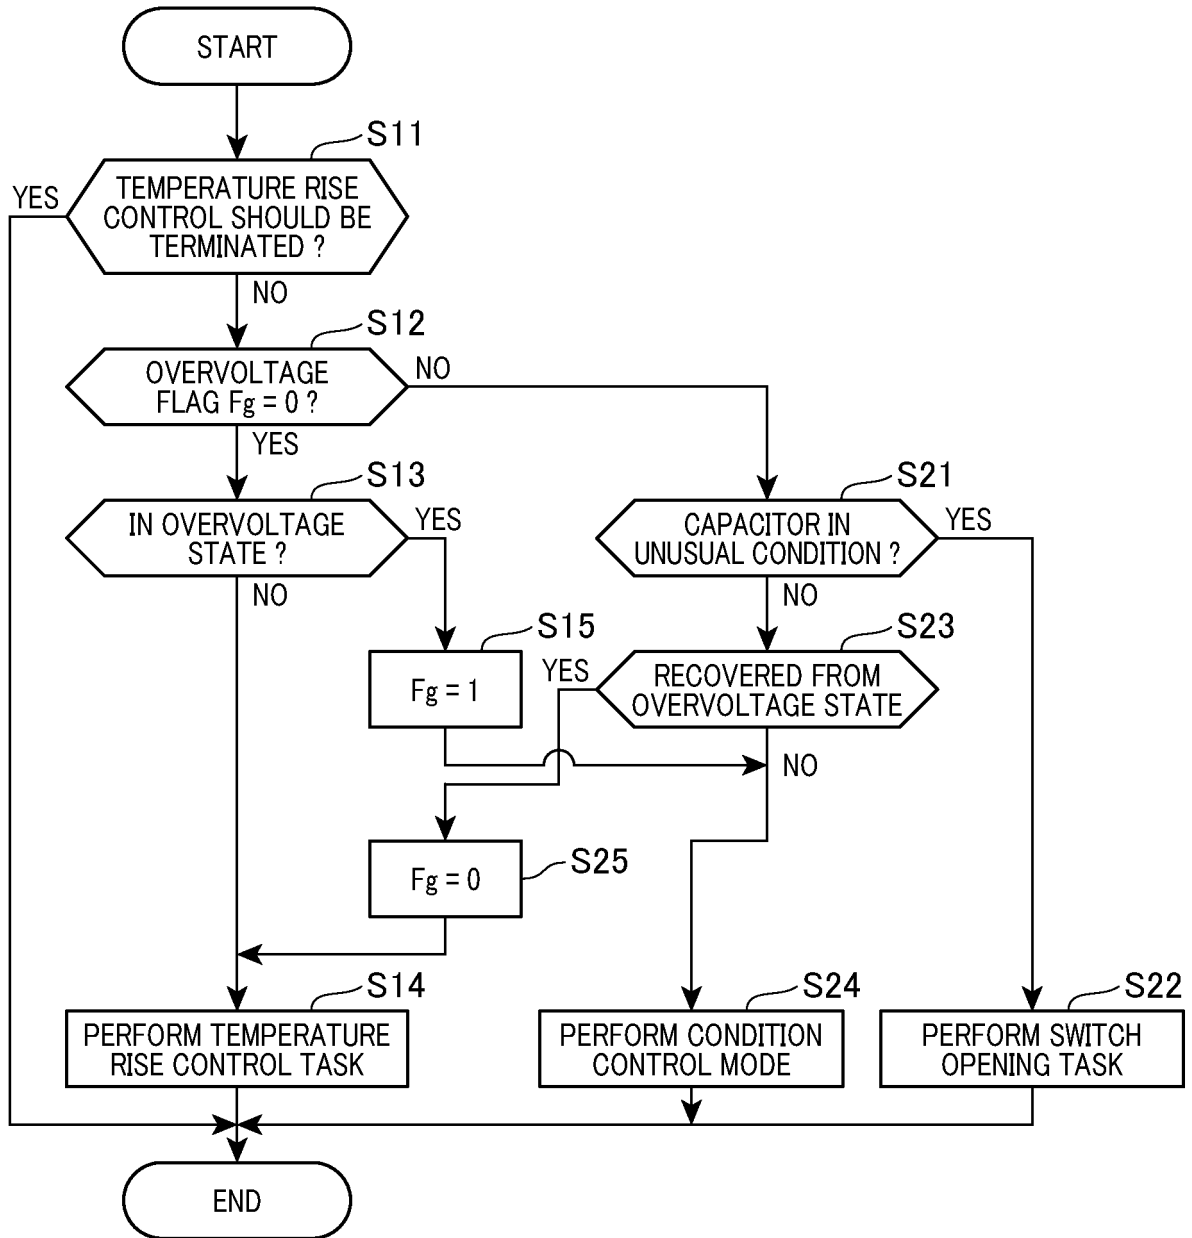 START
S11
YES
TEMPERATURE RISE
CONTROL SHOULD BE
TERMINATED ?
NO
S12
OVERVOLTAGE
FLAG Fg = 0 ?
NO
YES
S13
IN OVERVOLTAGE
STATE ?
YES
NO
S21
CAPACITOR IN
UNUSUAL CONDITION ?
YES
NO
S15
Fg = 1
S23
YES
RECOVERED FROM
OVERVOLTAGE STATE
NO
S25
Fg = 0
S14
PERFORM TEMPERATURE
RISE CONTROL TASK
S24
PERFORM CONDITION
CONTROL MODE
S22
PERFORM SWITCH
OPENING TASK
END